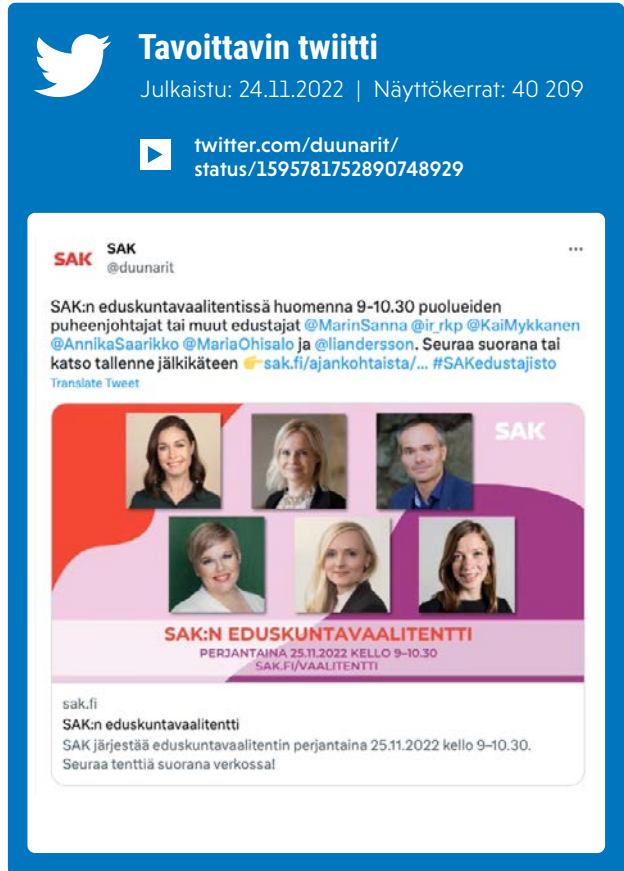 Tavoittavin twiitti
Julkaistu: 24.11.2022 | Näyttökerrat: 40 209
twitter.com/duunarit/
status/1595781752890748929
SAK
SAK
@duunarit
SAK:n eduskuntavaalitentissä huomenna 9-10.30 puolueiden
puheenjohtajat tai muut edustajat @MarinSanna @ir_rkp @KaiMykkanen
@AnnikaSaarikko @MariaOhisalo ja @liandersson. Seuraa suorana tai
katso tallenne jälkikäteen 👉sak.fi/ajankohtaista/... #SAKedustajisto
Translate Tweet
SAK
SAK:N EDUSKUNTAVAALITENTTI
PERJANTAINA 25.11.2022 KELLO 9–10.30
SAK.FI/VAALITENTTI
sak.fi
SAK:n eduskuntavaalitentti
SAK järjestää eduskuntavaalitentin perjantaina 25.11.2022 kello 9–10.30.
Seuraa tenttiä suorana verkossa!